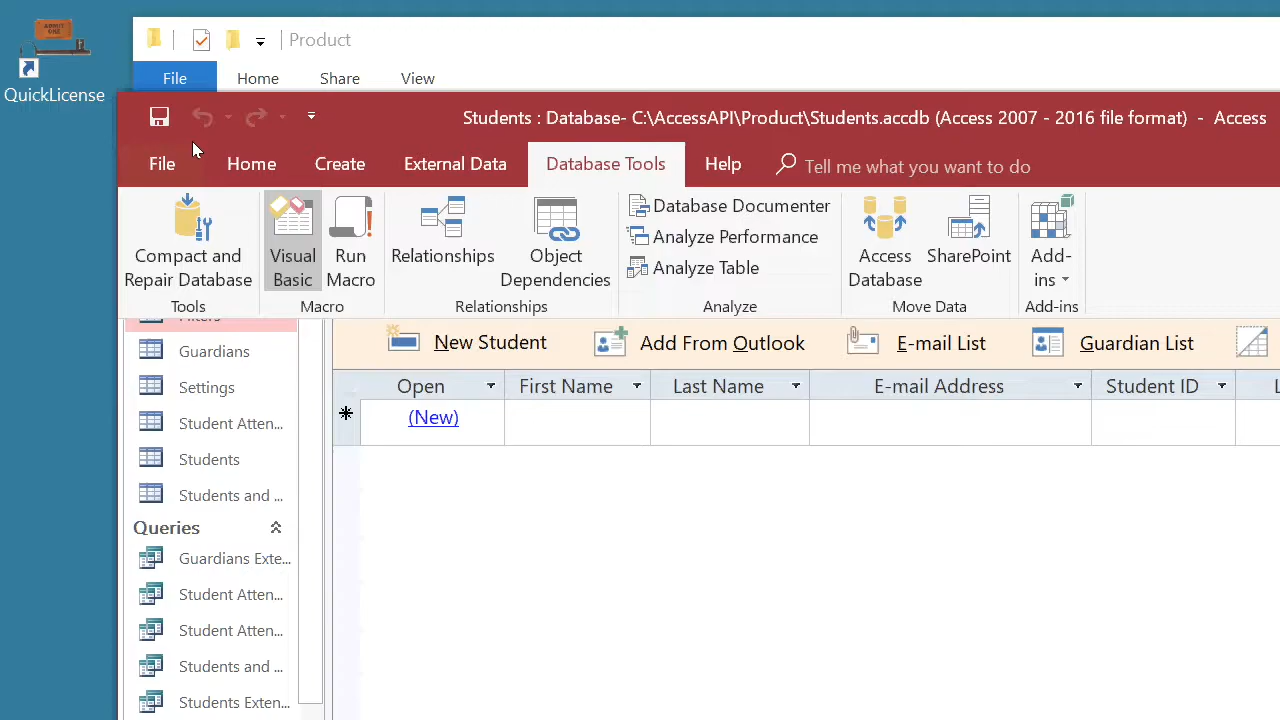 ADMIT ONE
QuickLicense
Product
File Home Share View
Students : Database- C:\AccessAPI\Product\Students.accdb (Access 2007 - 2016 file format) - Access
File Home Create External Data Database Tools Help Tell me what you want to do
Compact and Repair Database
Visual Basic
Run Macro
Relationships
Object Dependencies
Database Documenter
Analyze Performance
Analyze Table
Access Database
SharePoint
Add-ins
Tools Macro Relationships Analyze Move Data Add-ins
Filters
Guardians
Settings
Student Atten...
Students
Students and ...
Queries
Guardians Exte...
Student Atten...
Student Atten...
Students and ...
Students Exten...
New Student Add From Outlook E-mail List Guardian List
Open First Name Last Name E-mail Address Student ID L
(New)